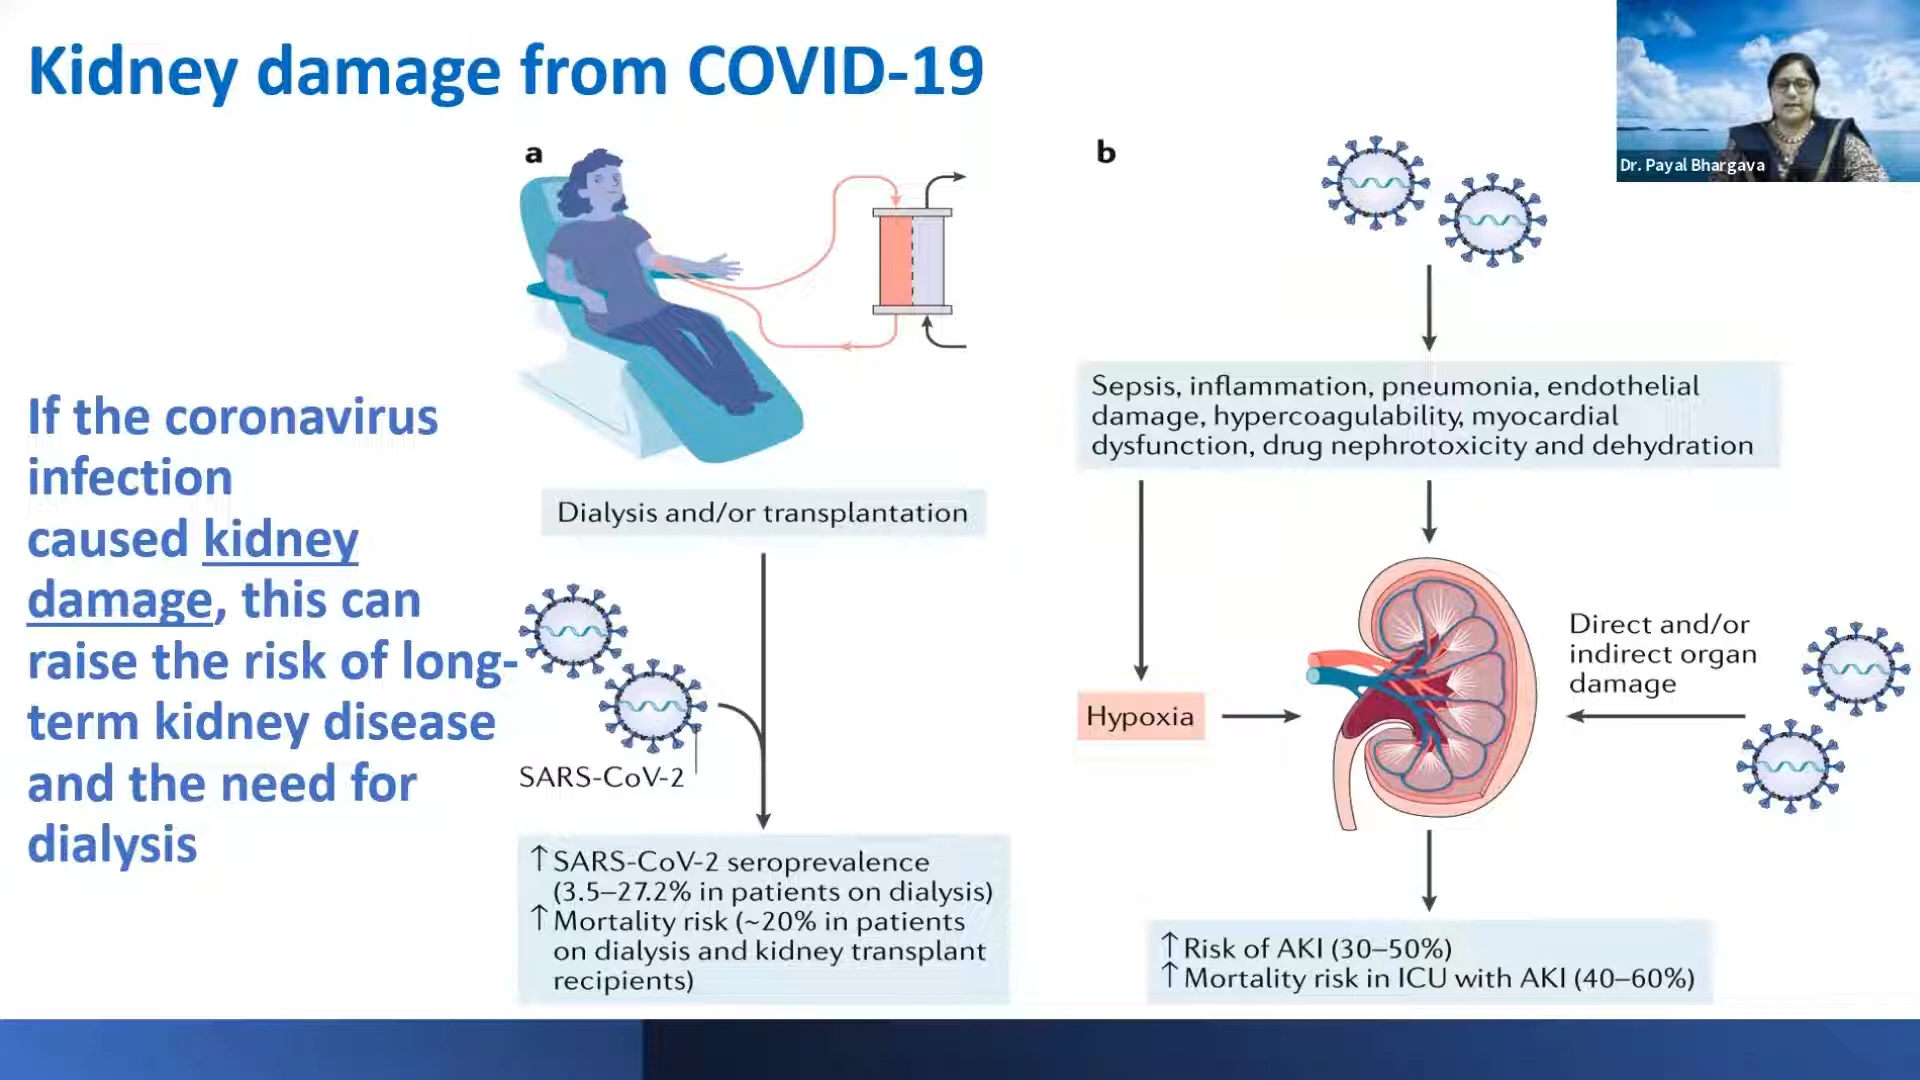 Kidney damage from COVID-19
Dr. Payal Bhargava
If the coronavirus
infection
caused kidney
damage, this can
raise the risk of long-
term kidney disease
and the need for
dialysis
a
Dialysis and/or transplantation
SARS-CoV-2
↑ SARS-CoV-2 seroprevalence
(3.5–27.2% in patients on dialysis)
↑ Mortality risk (~20% in patients
on dialysis and kidney transplant
recipients)
b
Sepsis, inflammation, pneumonia, endothelial
damage, hypercoagulability, myocardial
dysfunction, drug nephrotoxicity and dehydration
Hypoxia
Direct and/or
indirect organ
damage
↑ Risk of AKI (30–50%)
↑ Mortality risk in ICU with AKI (40–60%)